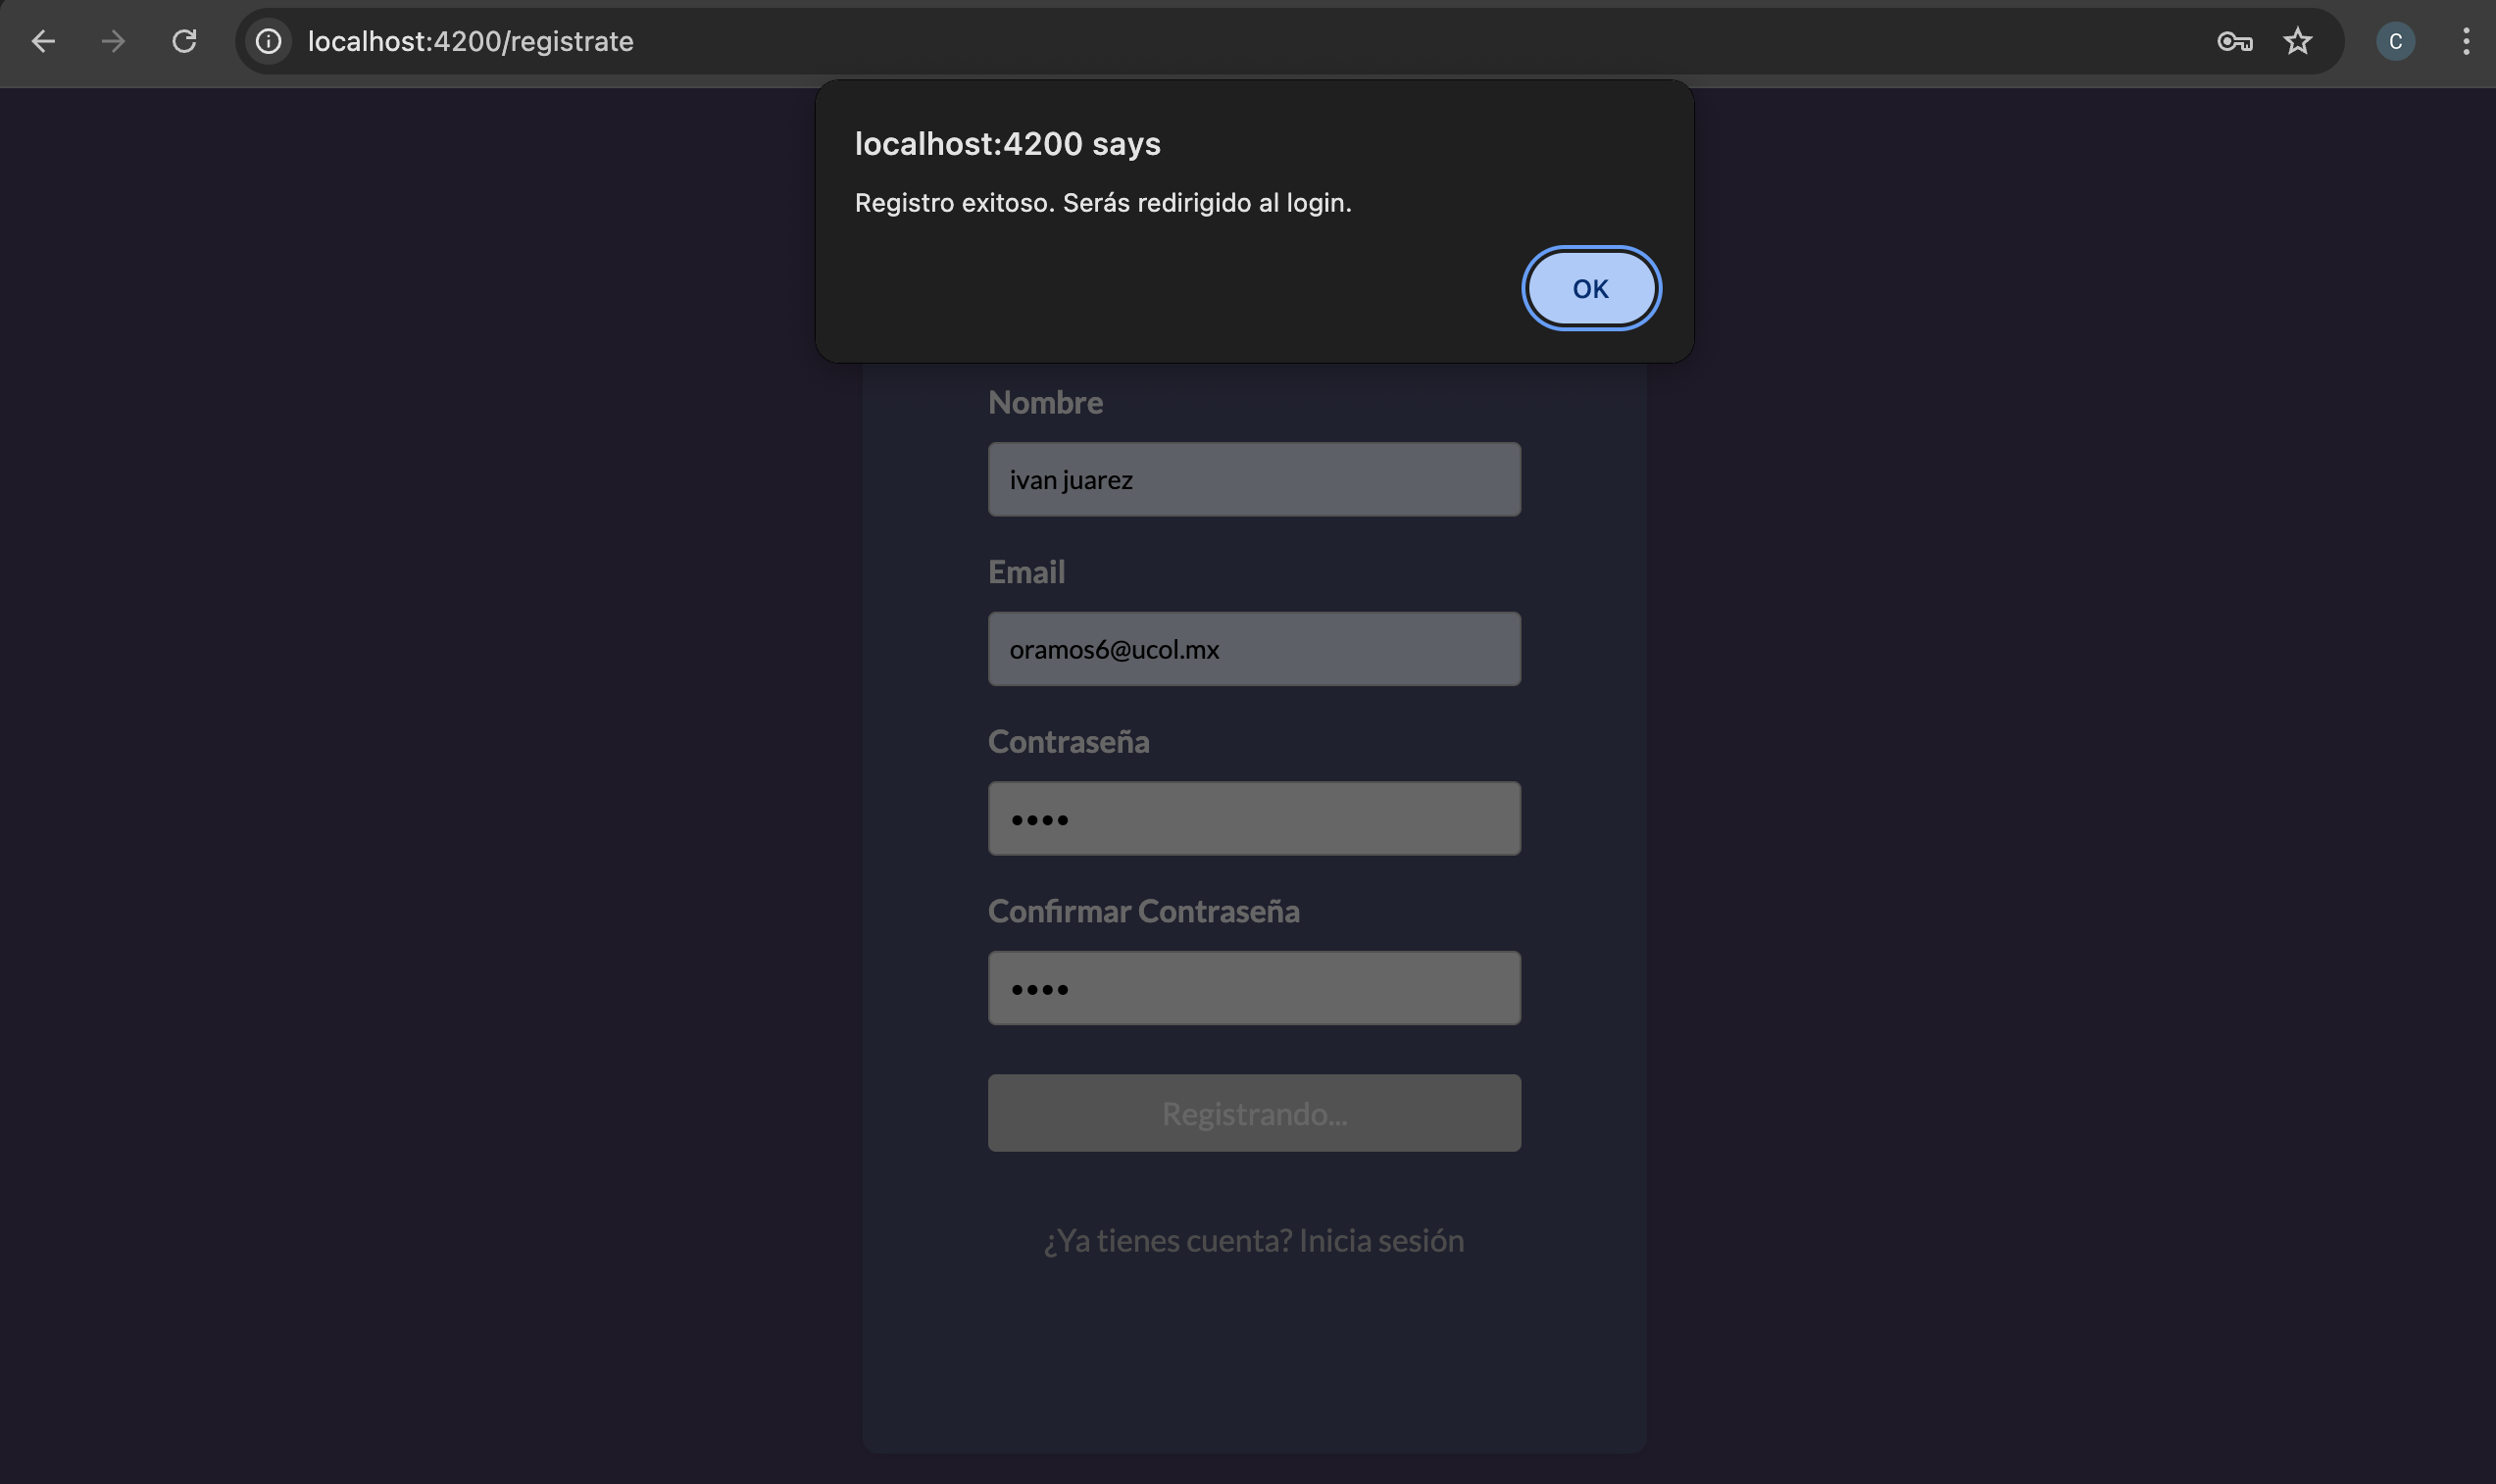 localhost:4200/registrate
C
localhost:4200 says
Registro exitoso. Serás redirigido al login.
OK
Nombre
ivan juarez
Email
oramos6@ucol.mx
Contraseña
••••
Confirmar Contraseña
••••
Registrando...
¿Ya tienes cuenta? Inicia sesión